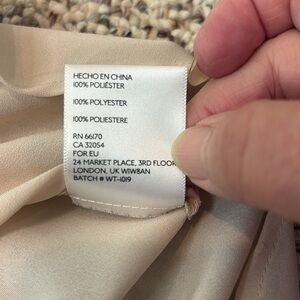 HECHO EN CHINA
100% POLIÉSTER
100% POLYESTER
100% POLIESTERE
RN 66170
CA 32054
FOR EU
24 MARKET PLACE, 3RD FLOOR
LONDON, UK W1W8AN
BATCH # WT-1019